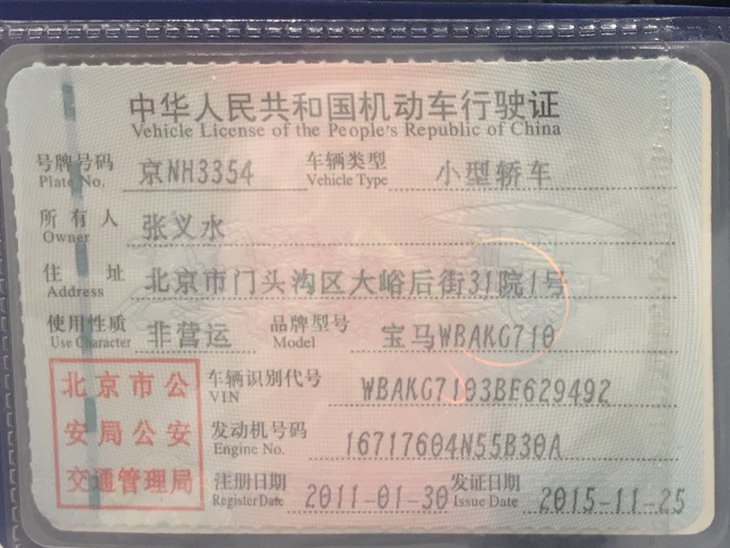 中华人民共和国机动车行驶证
Vehicle License of the People's Republic of China
号牌号码 京NH3354 车辆类型 小型轿车
Plate No. Vehicle Type
所有人 张义水
Owner
住址 北京市门头沟区大峪后街31院1号
Address
使用性质 非营运 品牌型号 宝马WBAKG710
Use Character Model
北京市公 车辆识别代号 WBAKG7193BE629492
VIN
安局公安 发动机号码 16717604N55B30A
Engine No.
交通管理局 注册日期 2011-01-30 发证日期 2015-11-25
Register Date Issue Date